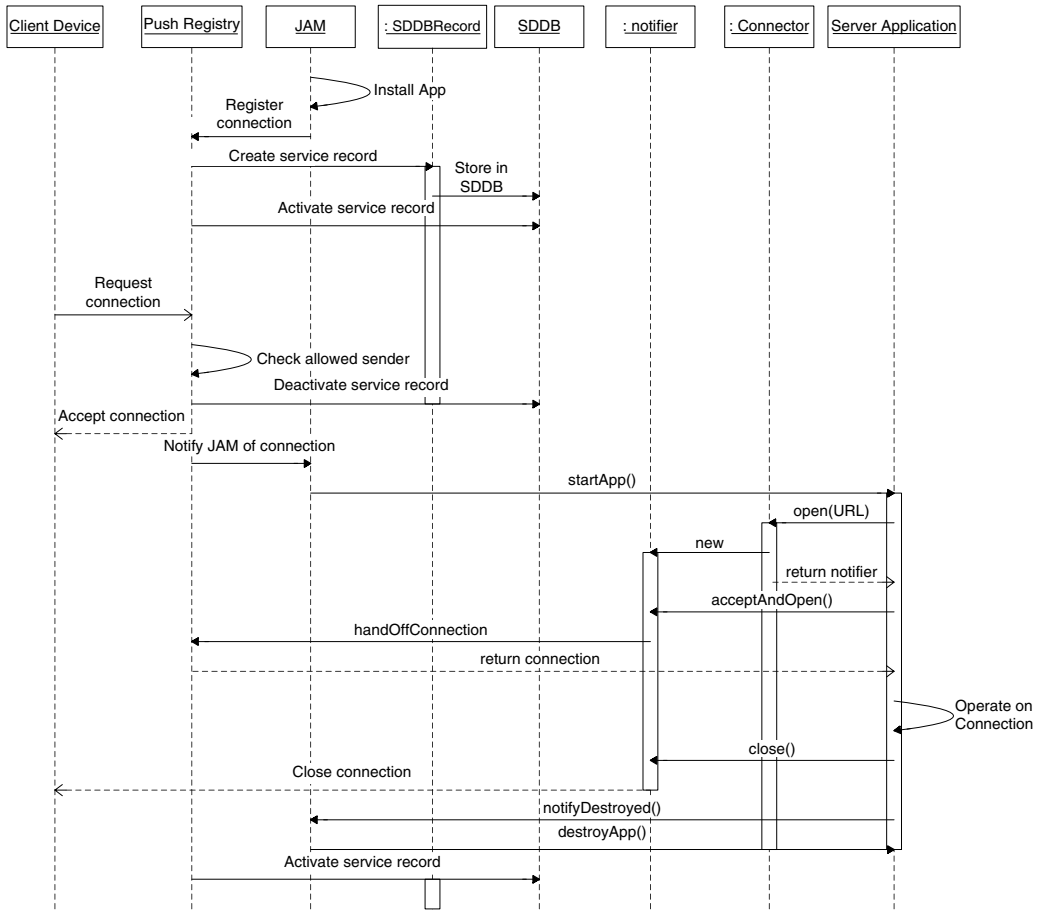 Client Device
Push Registry
JAM
: SDDBRecord
SDDB
: notifier
: Connector
Server Application
Install App
Register
connection
Create service record
Store in
SDDB
Activate service record
Request
connection
Check allowed sender
Deactivate service record
Accept connection
Notify JAM of connection
startApp()
open(URL)
new
return notifier
acceptAndOpen()
handOffConnection
return connection
Operate on
Connection
close()
Close connection
notifyDestroyed()
destroyApp()
Activate service record